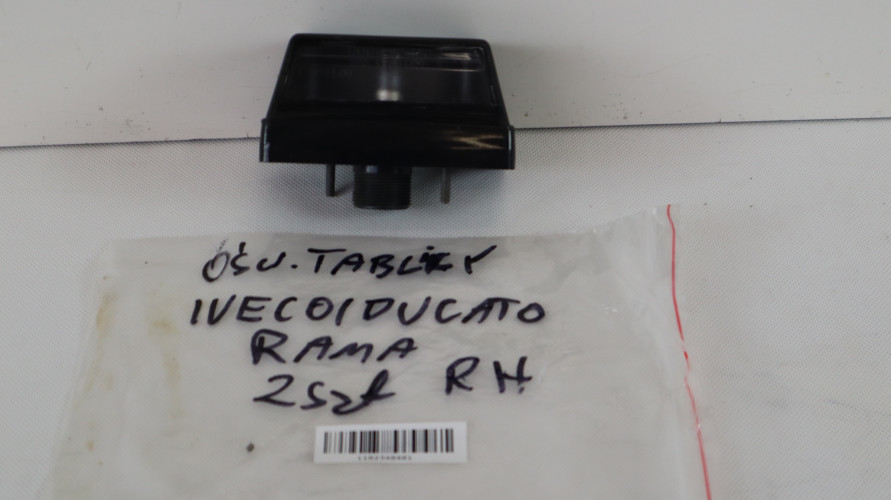 OŚW. TABLICY
IVECO/DUCATO
RAMA
2szt RH